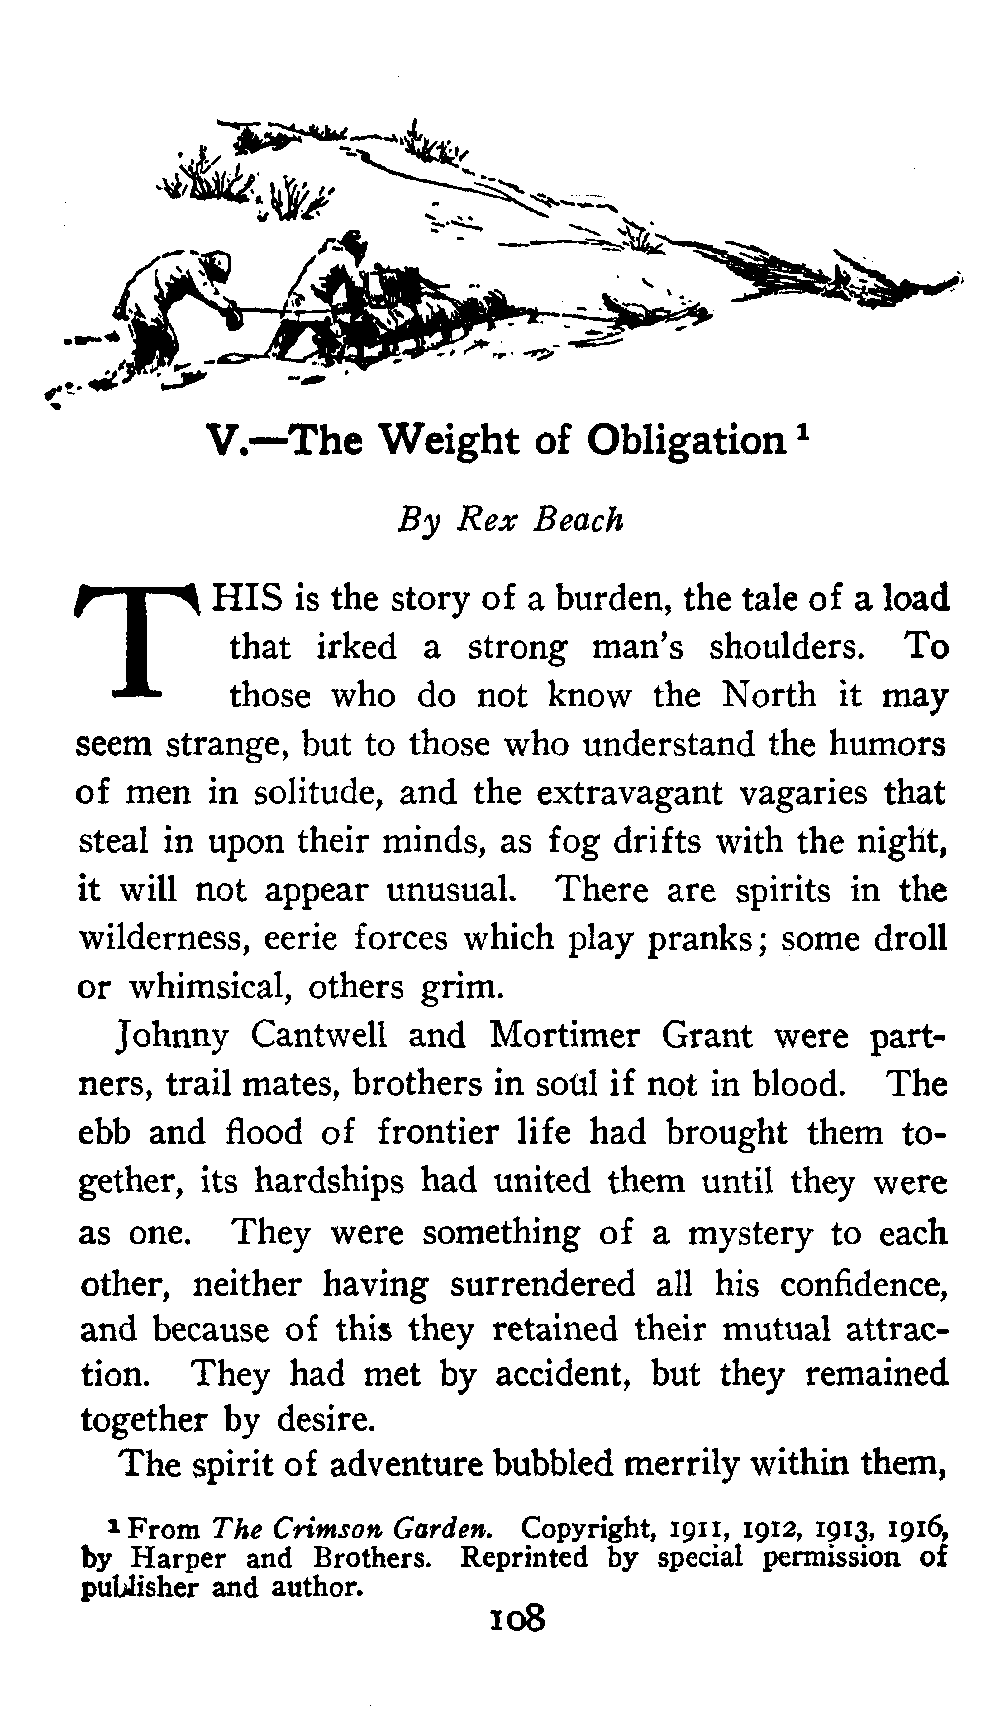 V.—The Weight of Obligation ¹
By Rex Beach
THIS is the story of a burden, the tale of a load
that irked a strong man's shoulders. To
those who do not know the North it may
seem strange, but to those who understand the humors
of men in solitude, and the extravagant vagaries that
steal in upon their minds, as fog drifts with the night,
it will not appear unusual. There are spirits in the
wilderness, eerie forces which play pranks; some droll
or whimsical, others grim.
Johnny Cantwell and Mortimer Grant were part-
ners, trail mates, brothers in soul if not in blood. The
ebb and flood of frontier life had brought them to-
gether, its hardships had united them until they were
as one. They were something of a mystery to each
other, neither having surrendered all his confidence,
and because of this they retained their mutual attrac-
tion. They had met by accident, but they remained
together by desire.
The spirit of adventure bubbled merrily within them,
¹ From The Crimson Garden. Copyright, 1911, 1912, 1913, 1916,
by Harper and Brothers. Reprinted by special permission of
publisher and author.
108